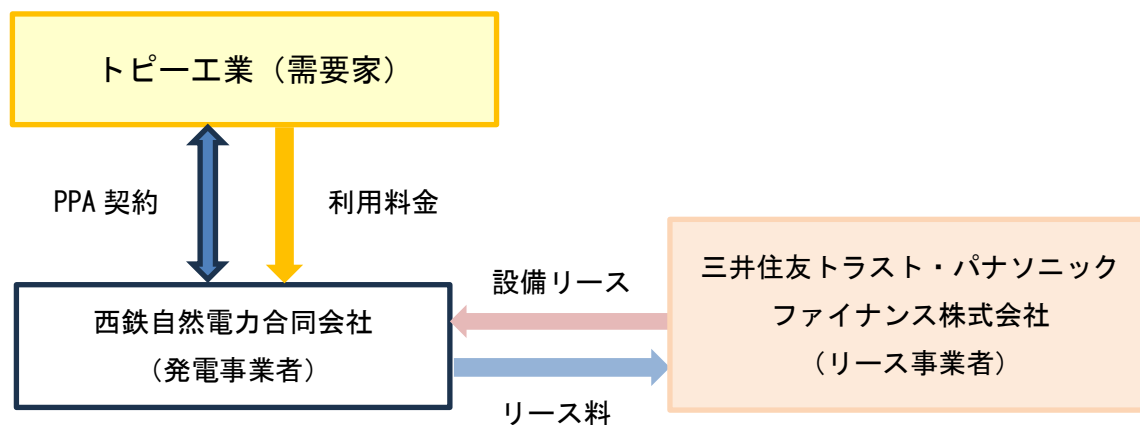 トピー工業（需要家）
PPA 契約
利用料金
西鉄自然電力合同会社
（発電事業者）
設備リース
リース料
三井住友トラスト・パナソニック
ファイナンス株式会社
（リース事業者）